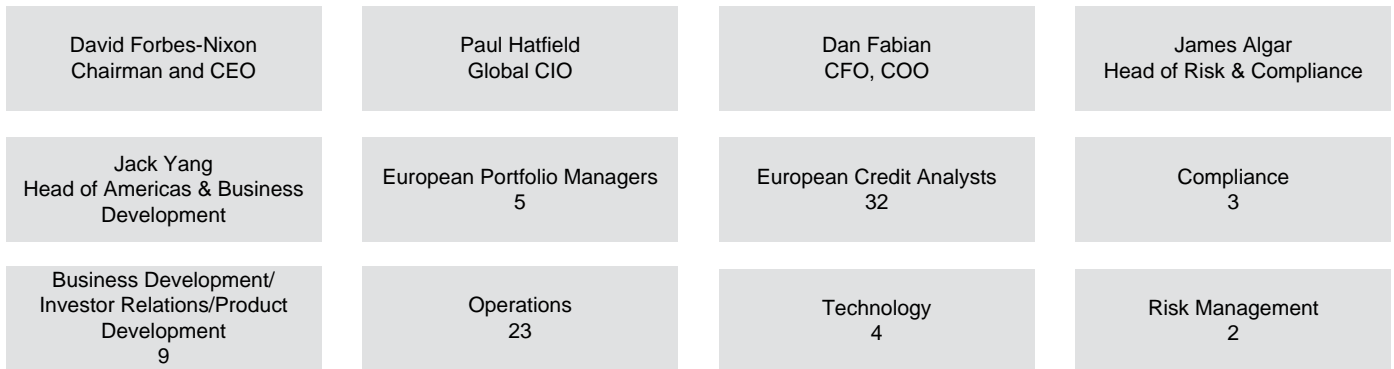 David Forbes-Nixon
Chairman and CEO
Paul Hatfield
Global CIO
Dan Fabian
CFO, COO
James Algar
Head of Risk & Compliance
Jack Yang
Head of Americas & Business
Development
European Portfolio Managers
5
European Credit Analysts
32
Compliance
3
Business Development/
Investor Relations/Product
Development
9
Operations
23
Technology
4
Risk Management
2